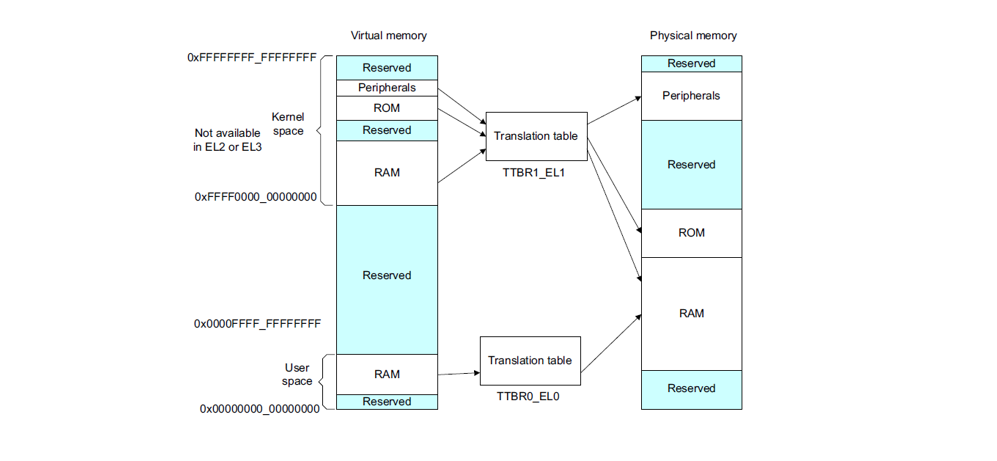 Virtual memory
Physical memory
0xFFFFFFFF_FFFFFFFF
Reserved
Peripherals
ROM
Reserved
RAM
Kernel
space
Not available
in EL2 or EL3
0xFFFF0000_00000000
Reserved
0x0000FFFF_FFFFFFFF
User
space
RAM
Reserved
0x00000000_00000000
Translation table
TTBR1_EL1
Translation table
TTBR0_EL0
Reserved
Peripherals
Reserved
ROM
RAM
Reserved